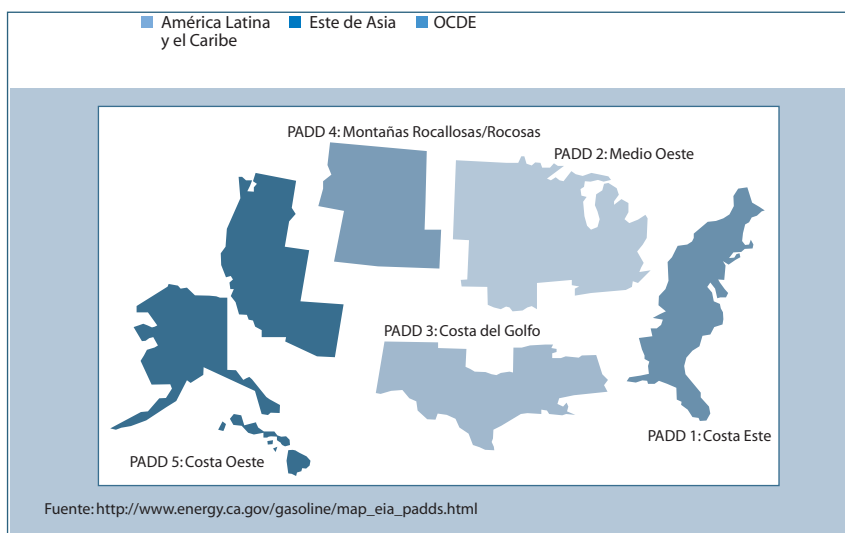 América Latina y el Caribe
Este de Asia
OCDE
PADD 4: Montañas Rocallosas/Rocosas
PADD 2: Medio Oeste
PADD 3: Costa del Golfo
PADD 1: Costa Este
PADD 5: Costa Oeste
Fuente: http://www.energy.ca.gov/gasoline/map_eia_padds.html